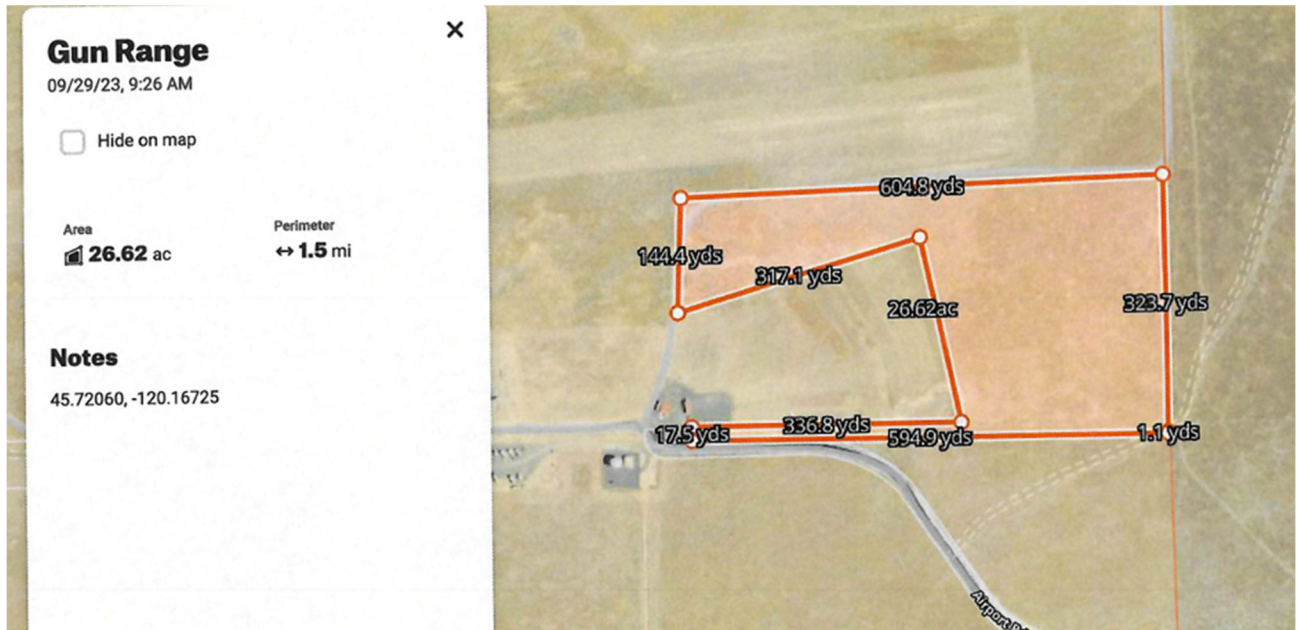 Gun Range
09/29/23, 9:26 AM
Hide on map
Area
26.62 ac
Perimeter
1.5 mi
Notes
45.72060, -120.16725
604.8 yds
144.4 yds
317.1 yds
26.62ac
323.7 yds
336.8 yds
17.5 yds
594.9 yds
1.1 yds
Airport